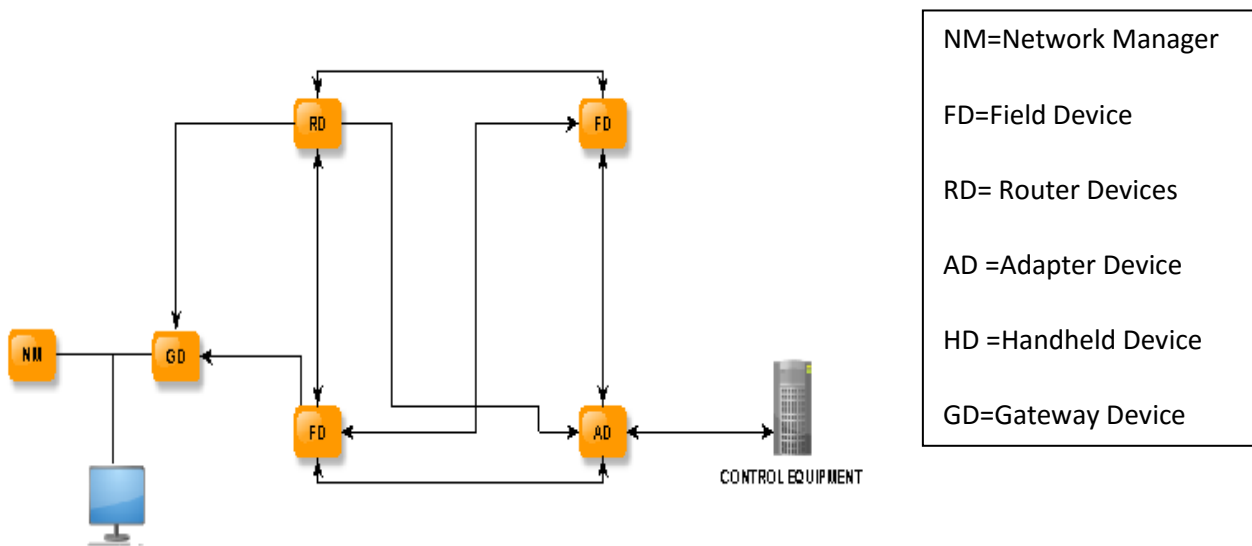 RD
FD
NM
GD
FD
AD
CONTROL EQUIPMENT
NM=Network Manager
FD=Field Device
RD= Router Devices
AD =Adapter Device
HD =Handheld Device
GD=Gateway Device